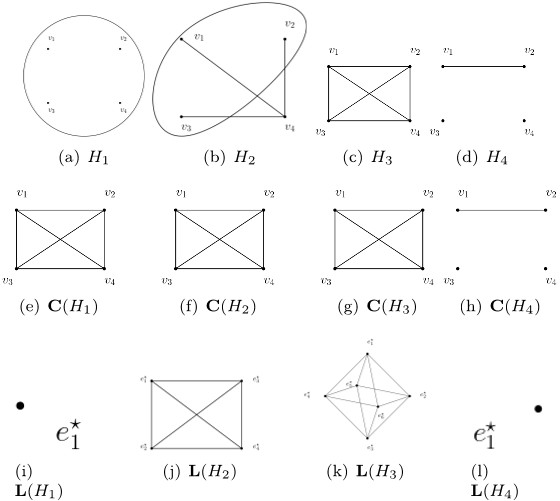 v₁ v₂
v₃ v₄
v₁ v₂
v₃ v₄
v₁ v₂
v₃ v₄
v₁ v₂
v₃ v₄
(a) H₁ (b) H₂ (c) H₃ (d) H₄
v₁ v₂
v₃ v₄
v₁ v₂
v₃ v₄
v₁ v₂
v₃ v₄
v₁ v₂
v₃ v₄
(e) C(H₁) (f) C(H₂) (g) C(H₃) (h) C(H₄)
e₁⋆
e₁⋆
(i) (j) L(H₂) (k) L(H₃) (l)
L(H₁) L(H₄)